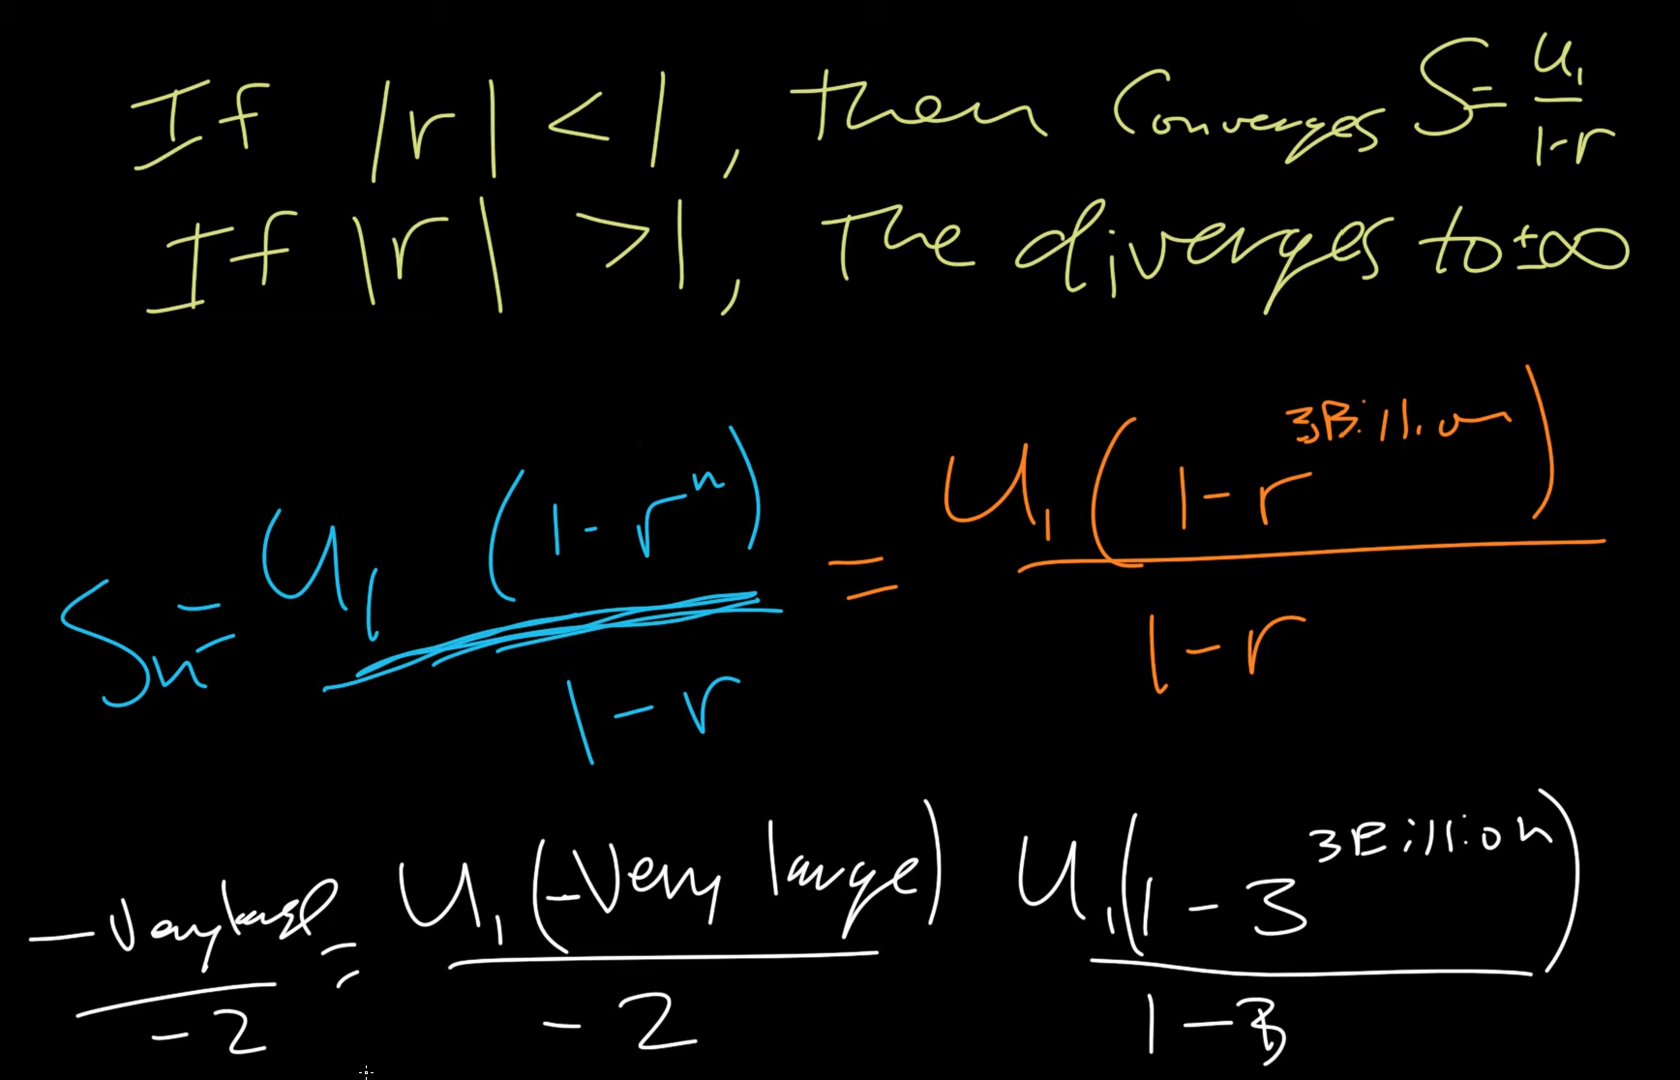 If |r| < 1, then Converges S = u₁/(1-r)
If |r| > 1, The diverges to ±∞
Sn = U₁(1-rⁿ)/(1-r) = U₁(1-r^3Billion)/(1-r)
-Very large/-2 = U₁(-Very large)/-2 U₁(1-3^3Billion)/(1-3)